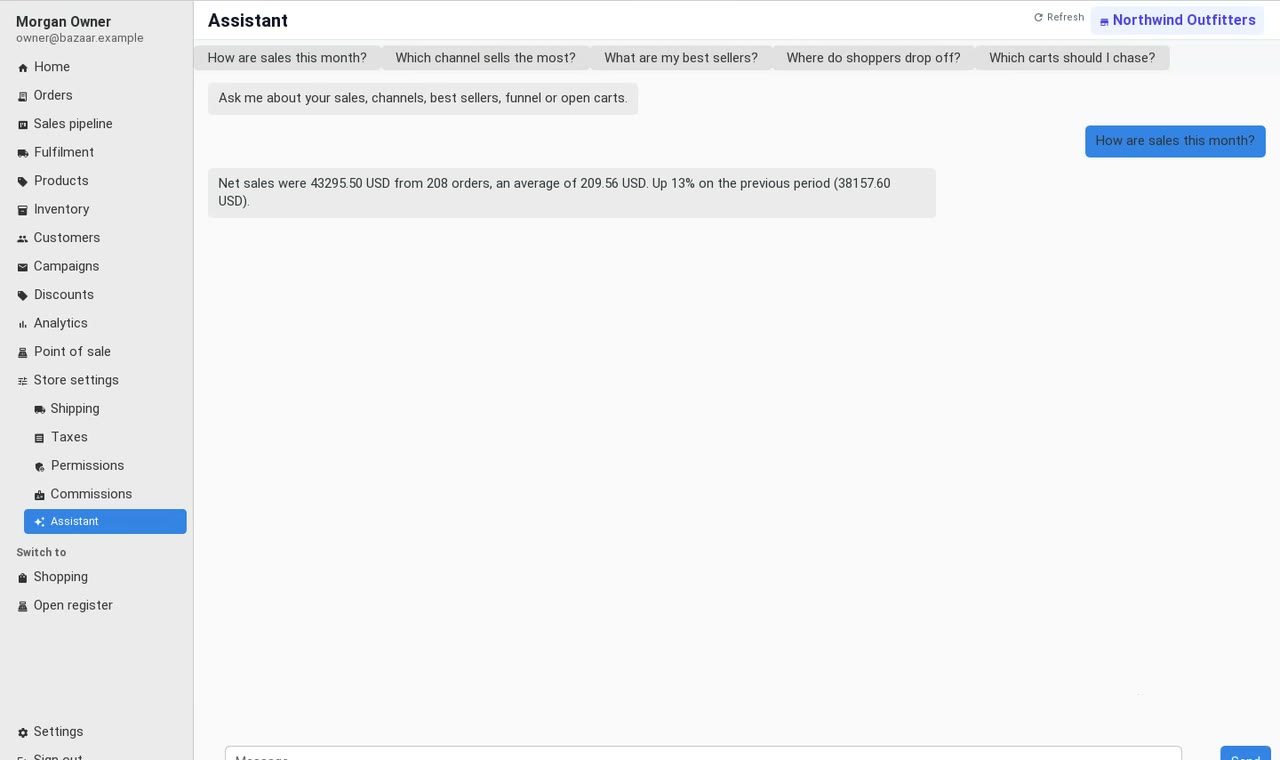 Morgan Owner
owner@bazaar.example
Home
Orders
Sales pipeline
Fulfilment
Products
Inventory
Customers
Campaigns
Discounts
Analytics
Point of sale
Store settings
Shipping
Taxes
Permissions
Commissions
Assistant
Switch to
Shopping
Open register
Settings
Sign out
Assistant
Refresh
Northwind Outfitters
How are sales this month?
Which channel sells the most?
What are my best sellers?
Where do shoppers drop off?
Which carts should I chase?
Ask me about your sales, channels, best sellers, funnel or open carts.
How are sales this month?
Net sales were 43295.50 USD from 208 orders, an average of 209.56 USD. Up 13% on the previous period (38157.60
USD).
Message
Send